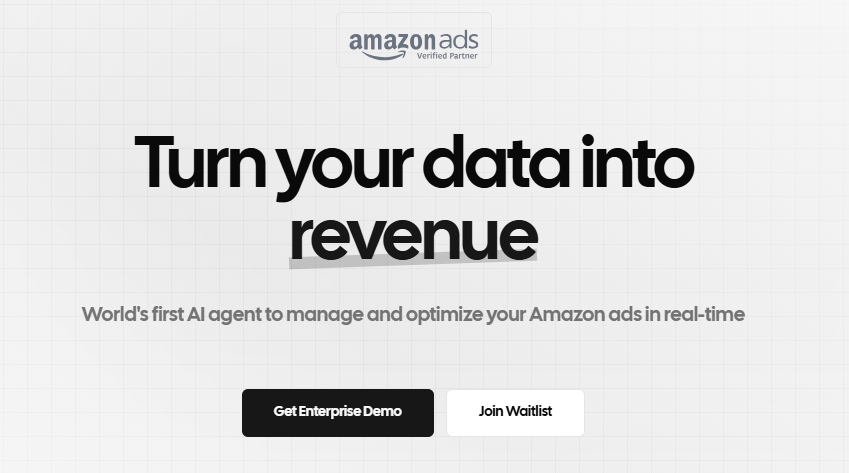 amazon ads
Verified Partner
Turn your data into
revenue
World's first AI agent to manage and optimize your Amazon ads in real-time
Get Enterprise Demo
Join Waitlist